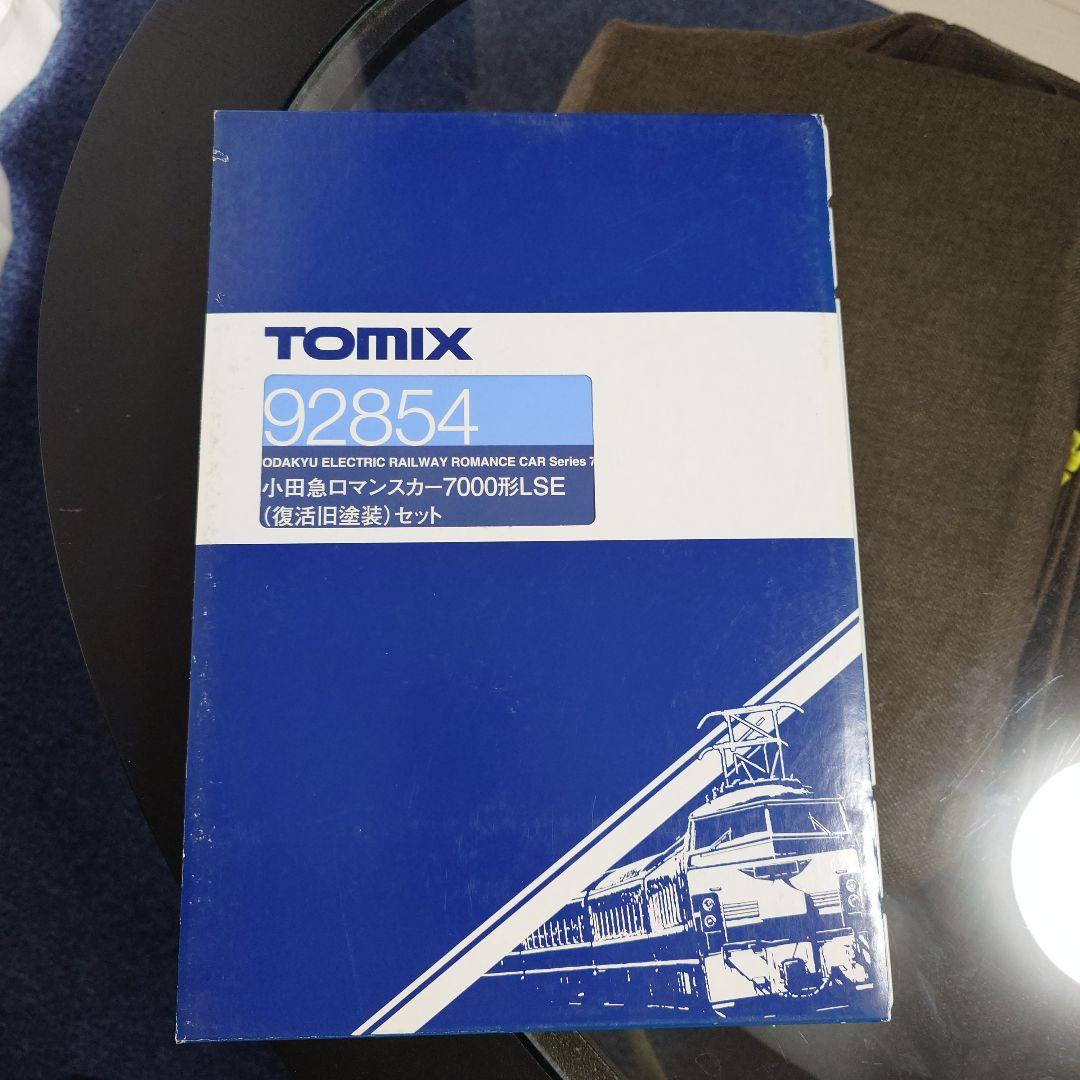 TOMIX
92854
ODAKYU ELECTRIC RAILWAY ROMANCE CAR Series 7
小田急ロマンスカー7000形LSE
(復活旧塗装)セット